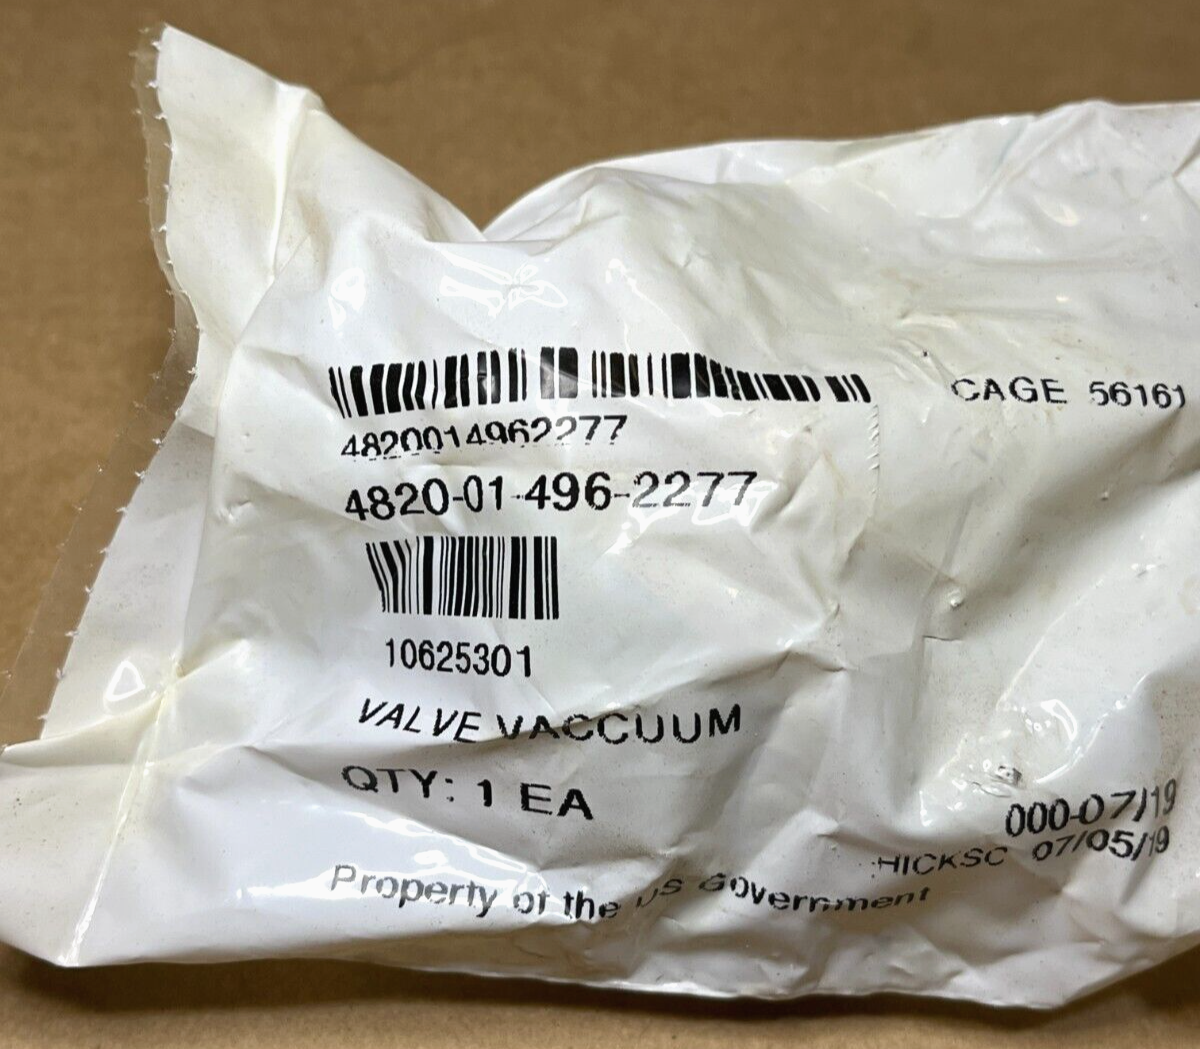 4820014962277
CAGE 56161
4820-01-496-2277
10625301
VALVE VACCUUM
QTY: 1 EA
000-07/19
HICKSC 07/05/19
Property of the US Government